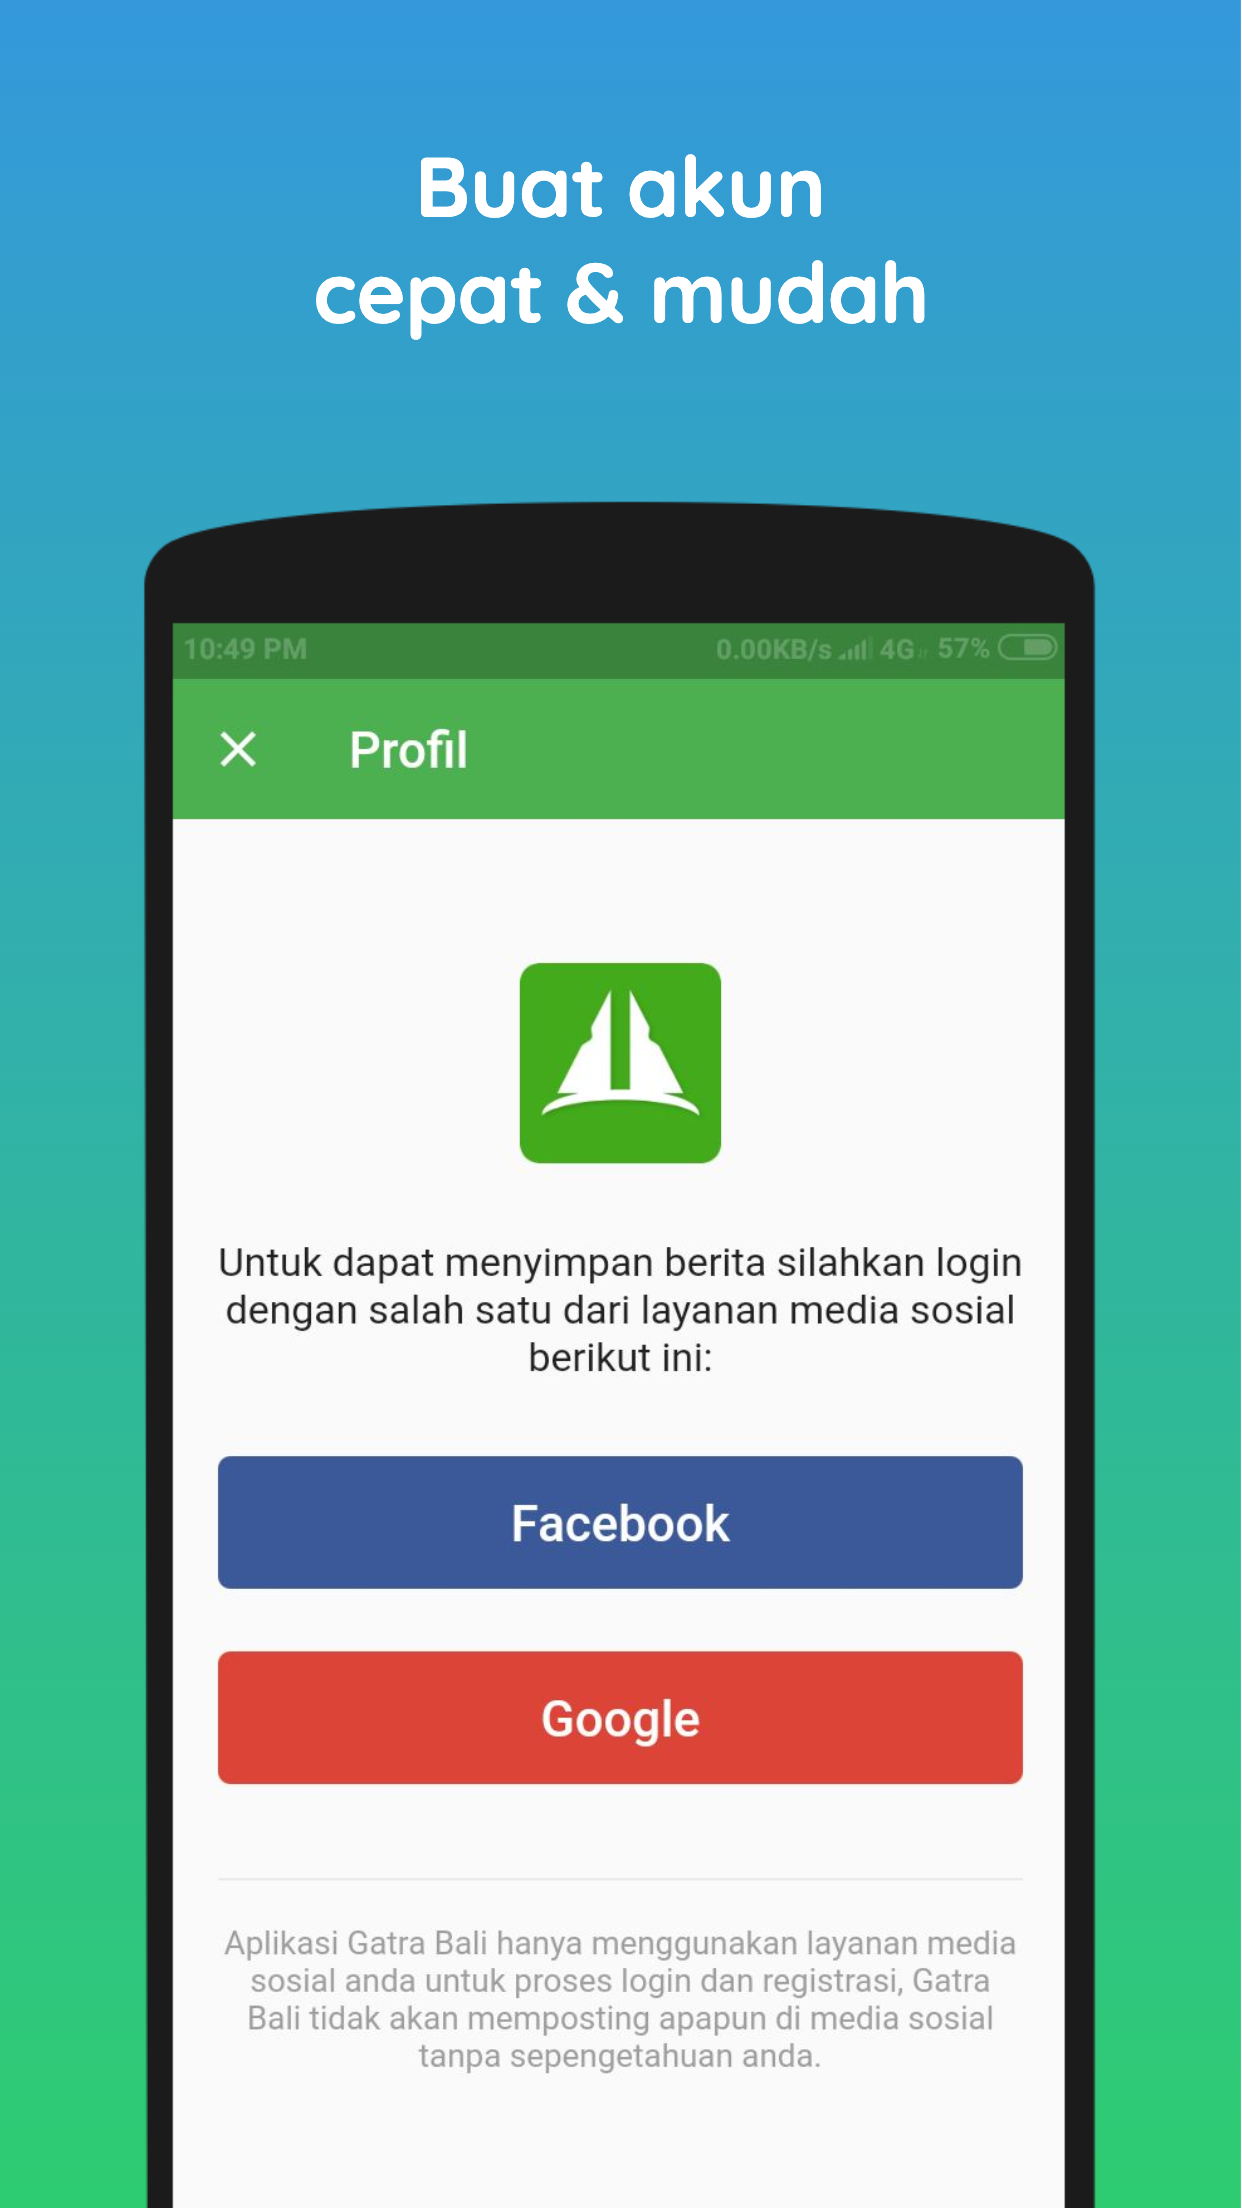 Buat akun
cepat & mudah
10:49 PM 0.00KB/s 4G 57%
Profil
Untuk dapat menyimpan berita silahkan login
dengan salah satu dari layanan media sosial
berikut ini:
Facebook
Google
Aplikasi Gatra Bali hanya menggunakan layanan media
sosial anda untuk proses login dan registrasi, Gatra
Bali tidak akan memposting apapun di media sosial
tanpa sepengetahuan anda.